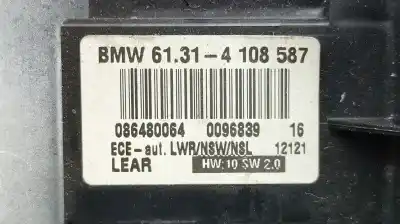 BMW 61.31-4 108 587
086480064 0096839 16
ECE-aut. LWR/NSW/NSL 12121
LEAR HW:10 SW 2.0